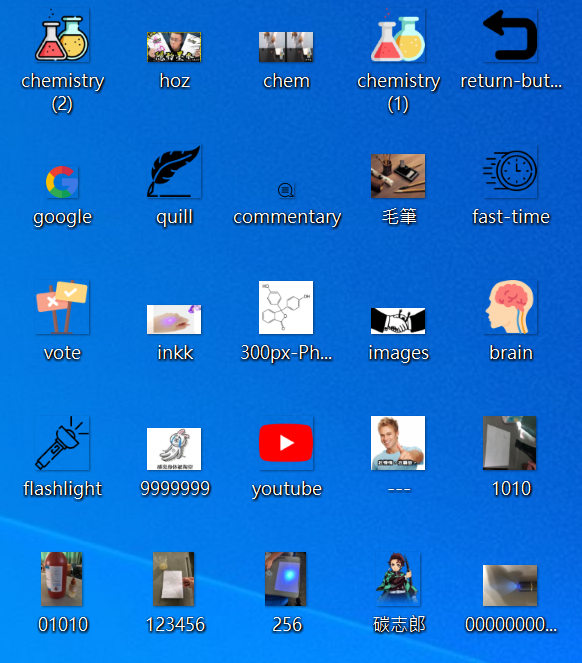 chemistry
(2)
hoz
chem
chemistry
(1)
return-but...
google
quill
commentary
毛筆
fast-time
vote
inkk
300px-Ph...
images
brain
flashlight
9999999
youtube
---
1010
01010
123456
256
碳志郎
00000000...